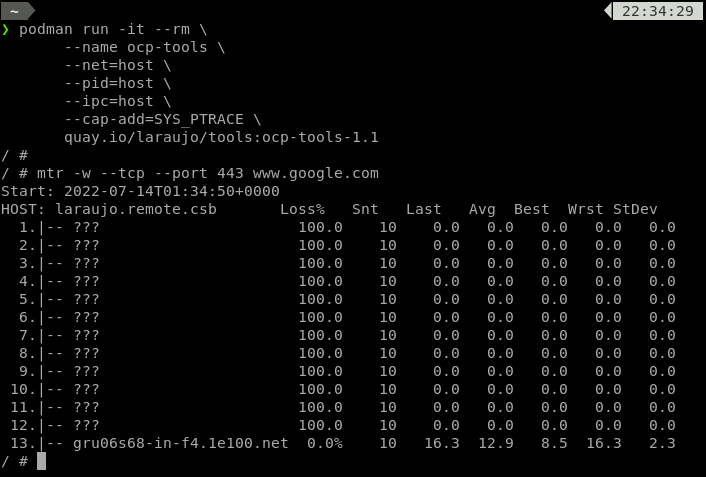 ~ 22:34:29
❯ podman run -it --rm \
--name ocp-tools \
--net=host \
--pid=host \
--ipc=host \
--cap-add=SYS_PTRACE \
quay.io/laraujo/tools:ocp-tools-1.1
/ #
/ # mtr -w --tcp --port 443 www.google.com
Start: 2022-07-14T01:34:50+0000
HOST: laraujo.remote.csb Loss% Snt Last Avg Best Wrst StDev
1.|-- ??? 100.0 10 0.0 0.0 0.0 0.0 0.0
2.|-- ??? 100.0 10 0.0 0.0 0.0 0.0 0.0
3.|-- ??? 100.0 10 0.0 0.0 0.0 0.0 0.0
4.|-- ??? 100.0 10 0.0 0.0 0.0 0.0 0.0
5.|-- ??? 100.0 10 0.0 0.0 0.0 0.0 0.0
6.|-- ??? 100.0 10 0.0 0.0 0.0 0.0 0.0
7.|-- ??? 100.0 10 0.0 0.0 0.0 0.0 0.0
8.|-- ??? 100.0 10 0.0 0.0 0.0 0.0 0.0
9.|-- ??? 100.0 10 0.0 0.0 0.0 0.0 0.0
10.|-- ??? 100.0 10 0.0 0.0 0.0 0.0 0.0
11.|-- ??? 100.0 10 0.0 0.0 0.0 0.0 0.0
12.|-- ??? 100.0 10 0.0 0.0 0.0 0.0 0.0
13.|-- gru06s68-in-f4.1e100.net 0.0% 10 16.3 12.9 8.5 16.3 2.3
/ #